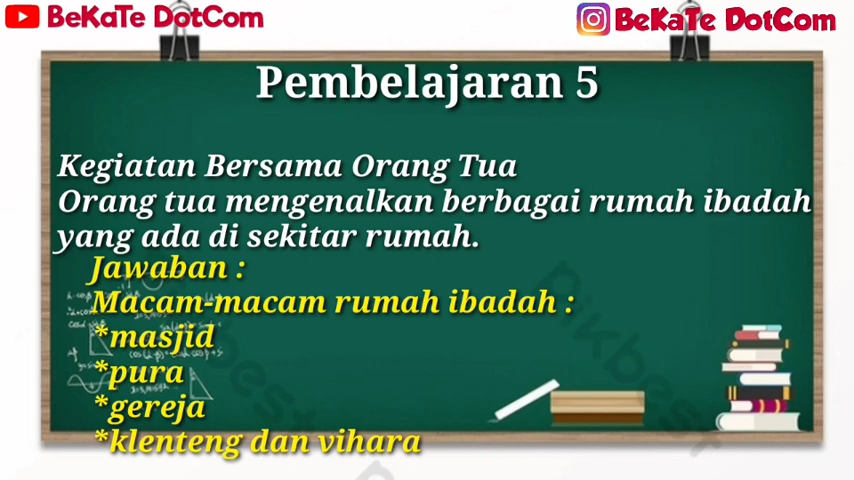 BeKaTe DotCom
BeKaTe DotCom
Pembelajaran 5
Kegiatan Bersama Orang Tua
Orang tua mengenalkan berbagai rumah ibadah
yang ada di sekitar rumah.
Jawaban :
Macam-macam rumah ibadah :
*masjid
*pura
*gereja
*klenteng dan vihara
pikbest